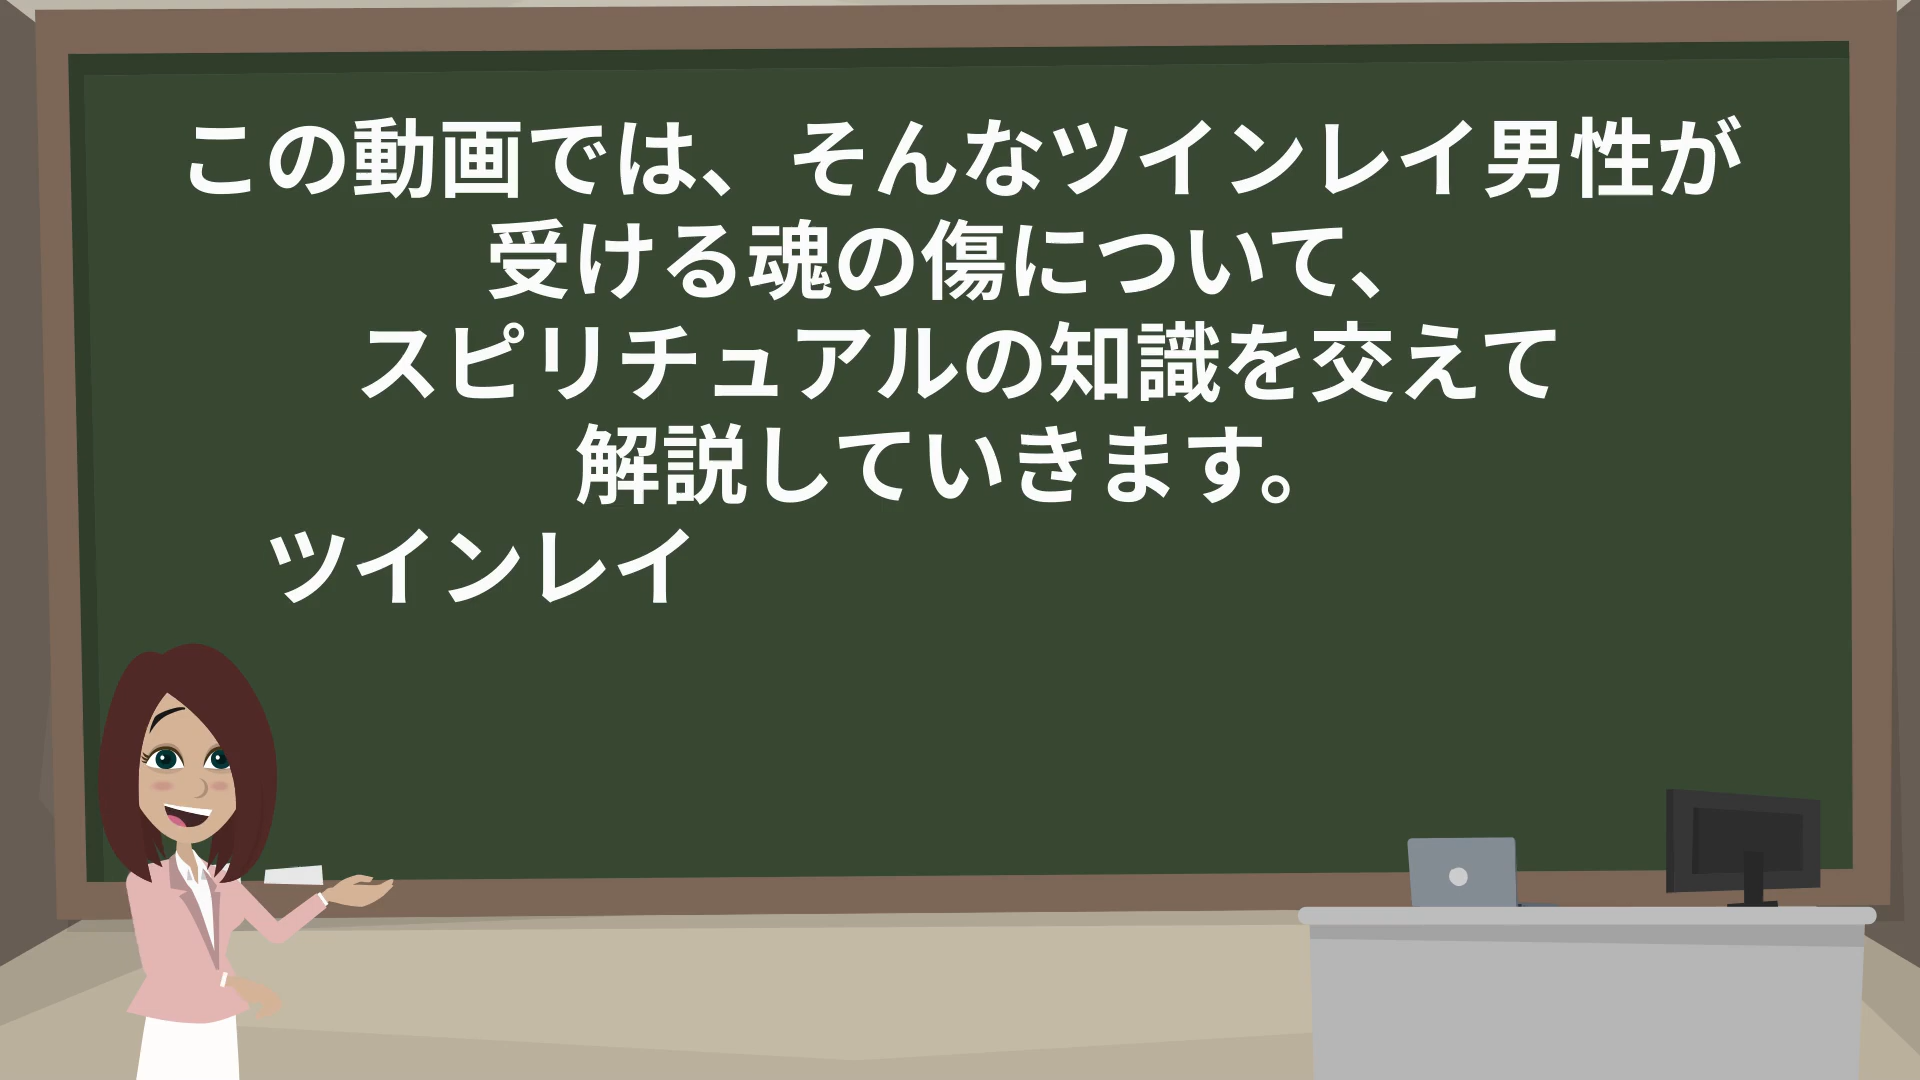 この動画では、そんなツインレイ男性が
受ける魂の傷について、
スピリチュアルの知識を交えて
解説していきます。
ツインレイ